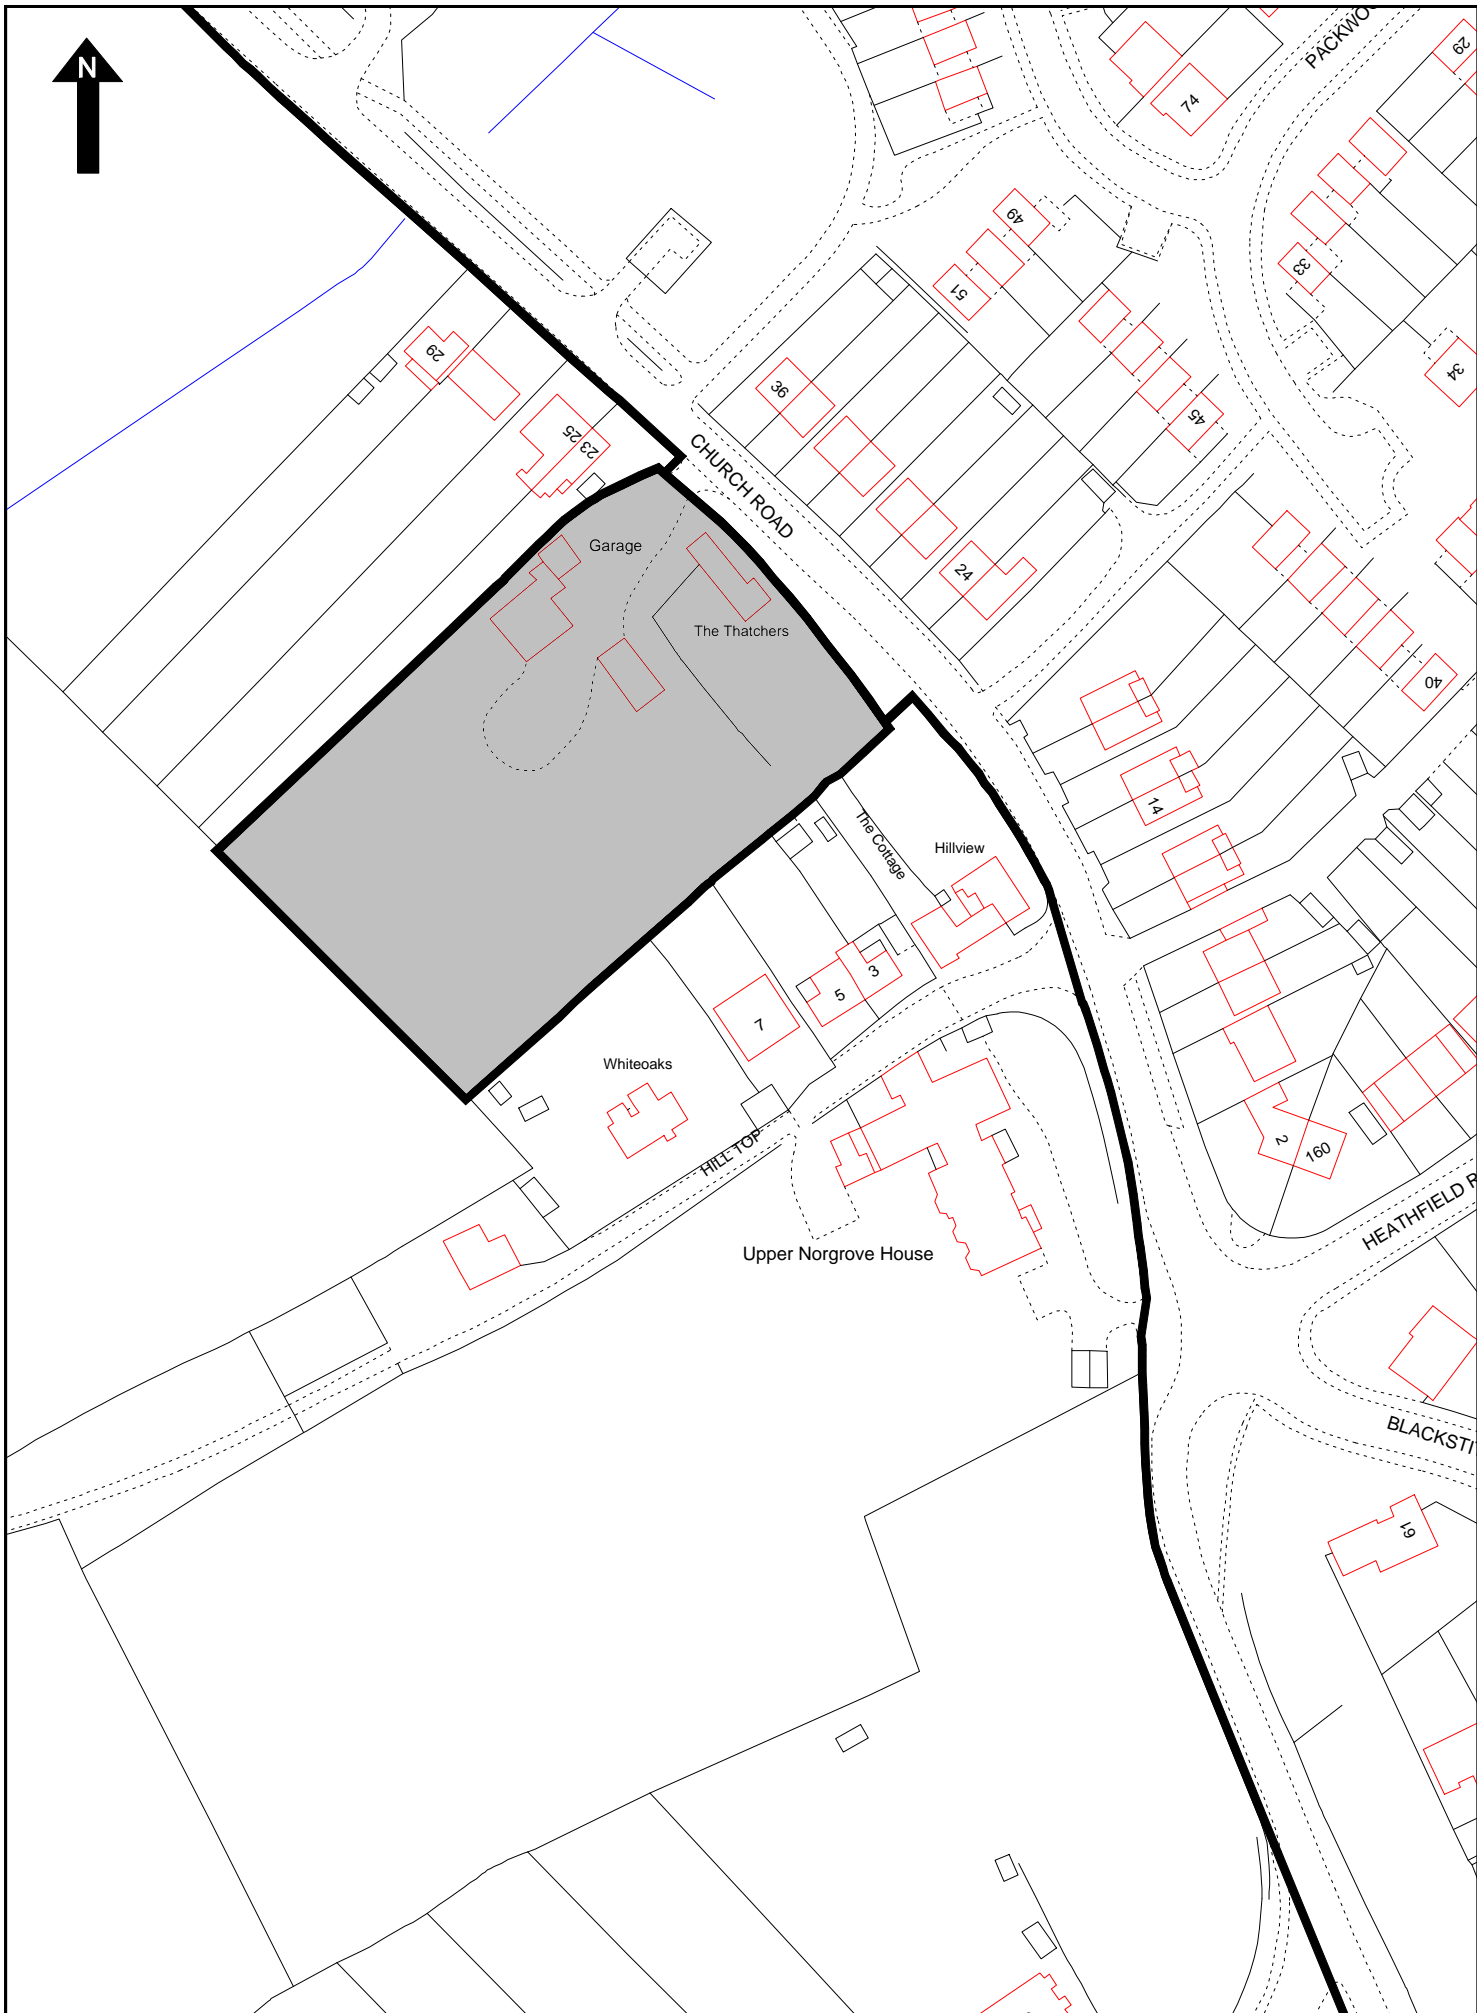 N
PACKWO
29
74
49
51
33
34
29
36
45
CHURCH ROAD
23 25
Garage
24
The Thatchers
40
14
The Cottage
Hillview
3
5
7
Whiteoaks
2
160
HILL TOP
HEATHFIELD R
Upper Norgrove House
BLACKSTI
61